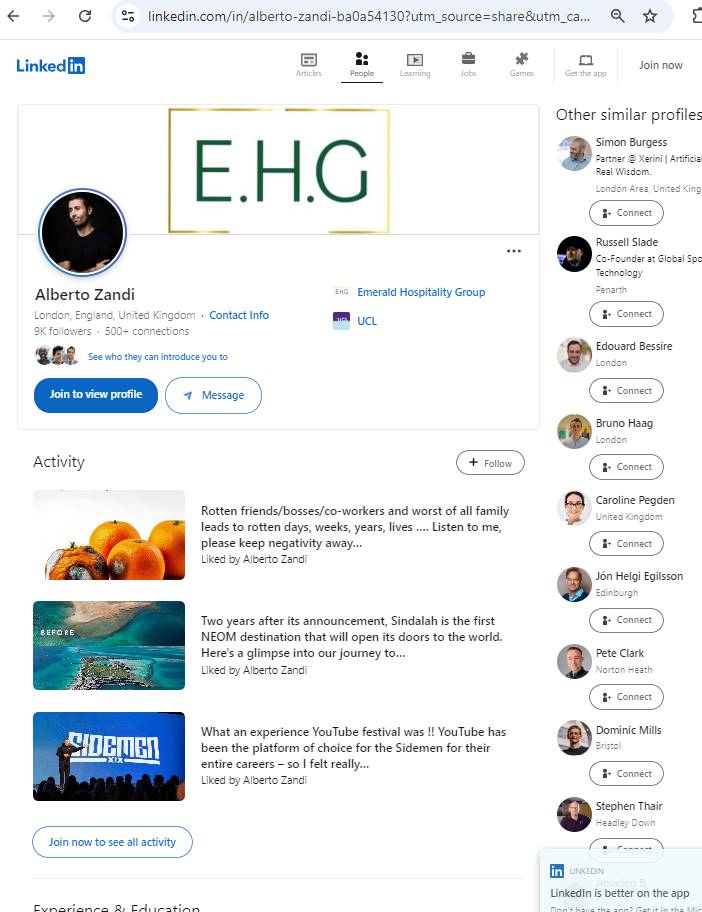 linkedin.com/in/alberto-zandi-ba0a54130?utm_source=share&utm_ca...
Linked in
Articles
People
Learning
Jobs
Games
Get the app
Join now
E.H.G
Alberto Zandi
London, England, United Kingdom · Contact Info
9K followers · 500+ connections
See who they can introduce you to
Join to view profile
Message
E.H.G
Emerald Hospitality Group
UCL
UCL
Activity
+ Follow
Rotten friends/bosses/co-workers and worst of all family
leads to rotten days, weeks, years, lives .... Listen to me,
please keep negativity away...
Liked by Alberto Zandi
BEFORE
Two years after its announcement, Sindalah is the first
NEOM destination that will open its doors to the world.
Here's a glimpse into our journey to...
Liked by Alberto Zandi
SIDEMEN
XIX
What an experience YouTube festival was !! YouTube has
been the platform of choice for the Sidemen for their
entire careers – so I felt really...
Liked by Alberto Zandi
Join now to see all activity
Experience & Education
Other similar profiles
Simon Burgess
Partner @ Xerini | Artificial
Real Wisdom.
London Area, United King
Connect
Russell Slade
Co-Founder at Global Spo
Technology
Penarth
Connect
Edouard Bessire
London
Connect
Bruno Haag
London
Connect
Caroline Pegden
United Kingdom
Connect
Jón Helgi Egilsson
Edinburgh
Connect
Pete Clark
Norton Heath
Connect
Dominic Mills
Bristol
Connect
Stephen Thair
Headley Down
Connect
Amadeo B.
in LINKEDIN
LinkedIn is better on the app
Don't have the app? Get it in the Mic